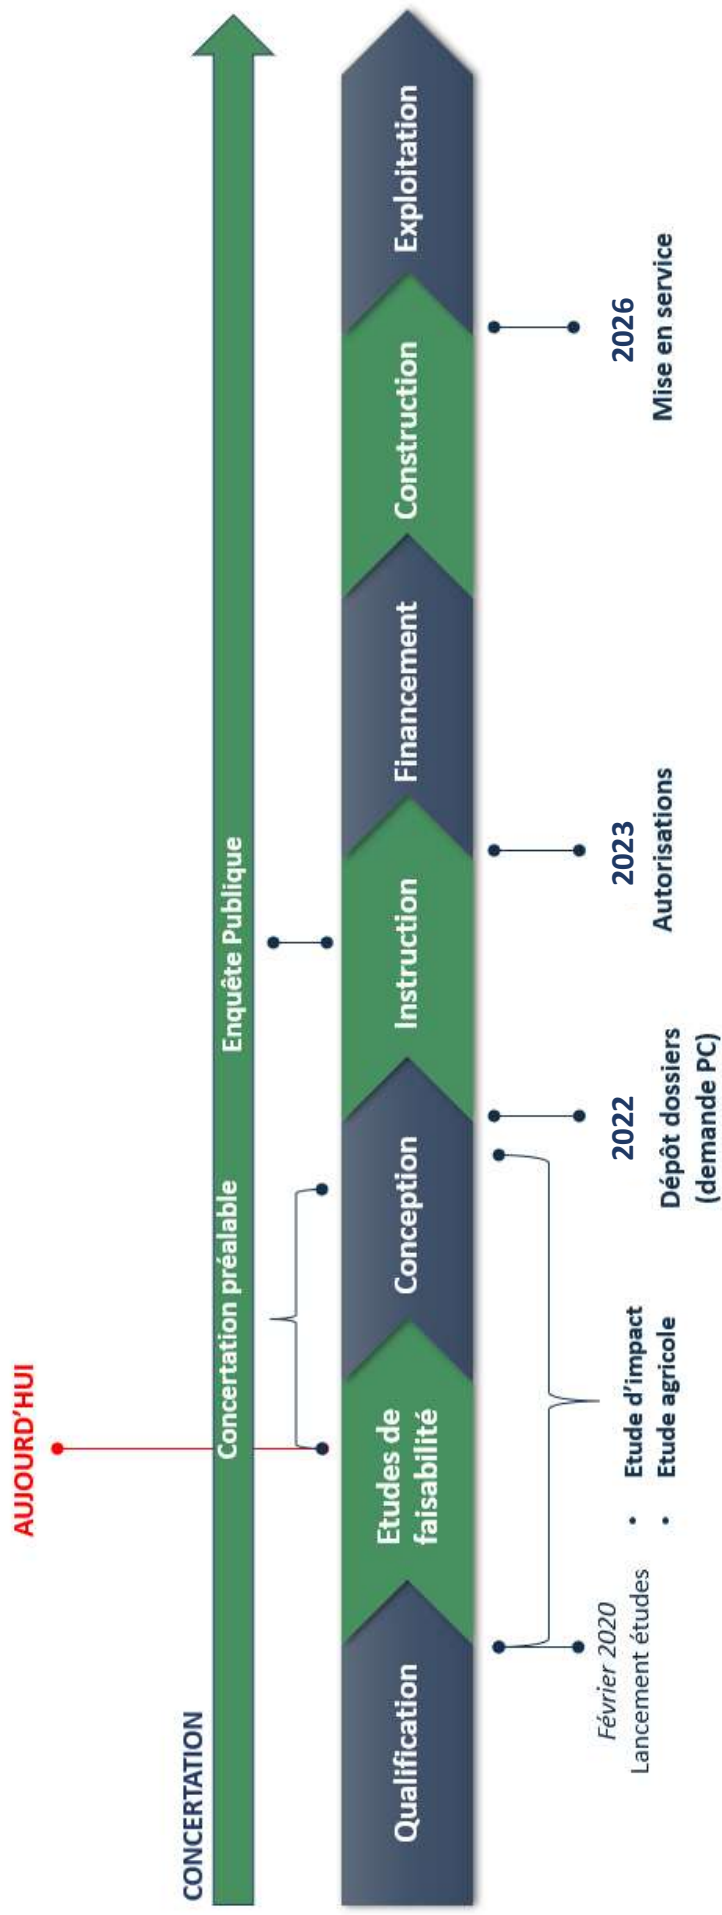 AUJOURD'HUI
CONCERTATION
Concertation préalable
Enquête Publique
Qualification
Etudes de
faisabilité
Conception
Instruction
Financement
Construction
Exploitation
Février 2020
Lancement études
• Etude d'impact
• Etude agricole
2022
Dépôt dossiers
(demande PC)
2023
Autorisations
2026
Mise en service